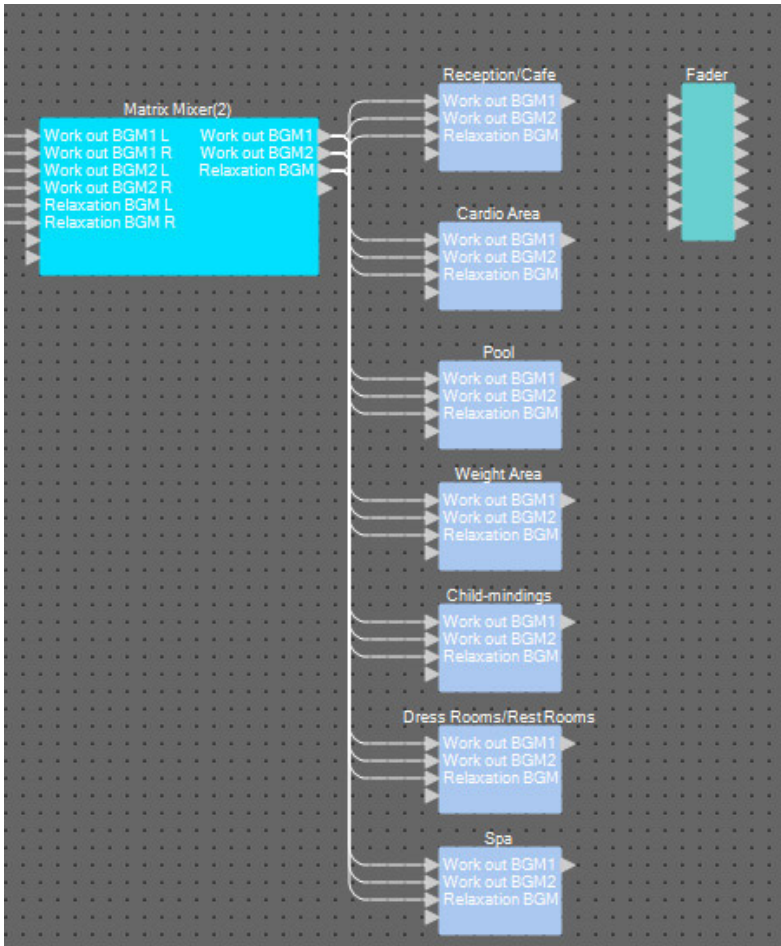 Matrix Mixer(2)
Work out BGM1 L Work out BGM1
Work out BGM1 R Work out BGM2
Work out BGM2 L Relaxation BGM
Work out BGM2 R
Relaxation BGM L
Relaxation BGM R
Reception/Cafe
Work out BGM1
Work out BGM2
Relaxation BGM
Fader
Cardio Area
Work out BGM1
Work out BGM2
Relaxation BGM
Pool
Work out BGM1
Work out BGM2
Relaxation BGM
Weight Area
Work out BGM1
Work out BGM2
Relaxation BGM
Child-mindings
Work out BGM1
Work out BGM2
Relaxation BGM
Dress Rooms/Rest Rooms
Work out BGM1
Work out BGM2
Relaxation BGM
Spa
Work out BGM1
Work out BGM2
Relaxation BGM